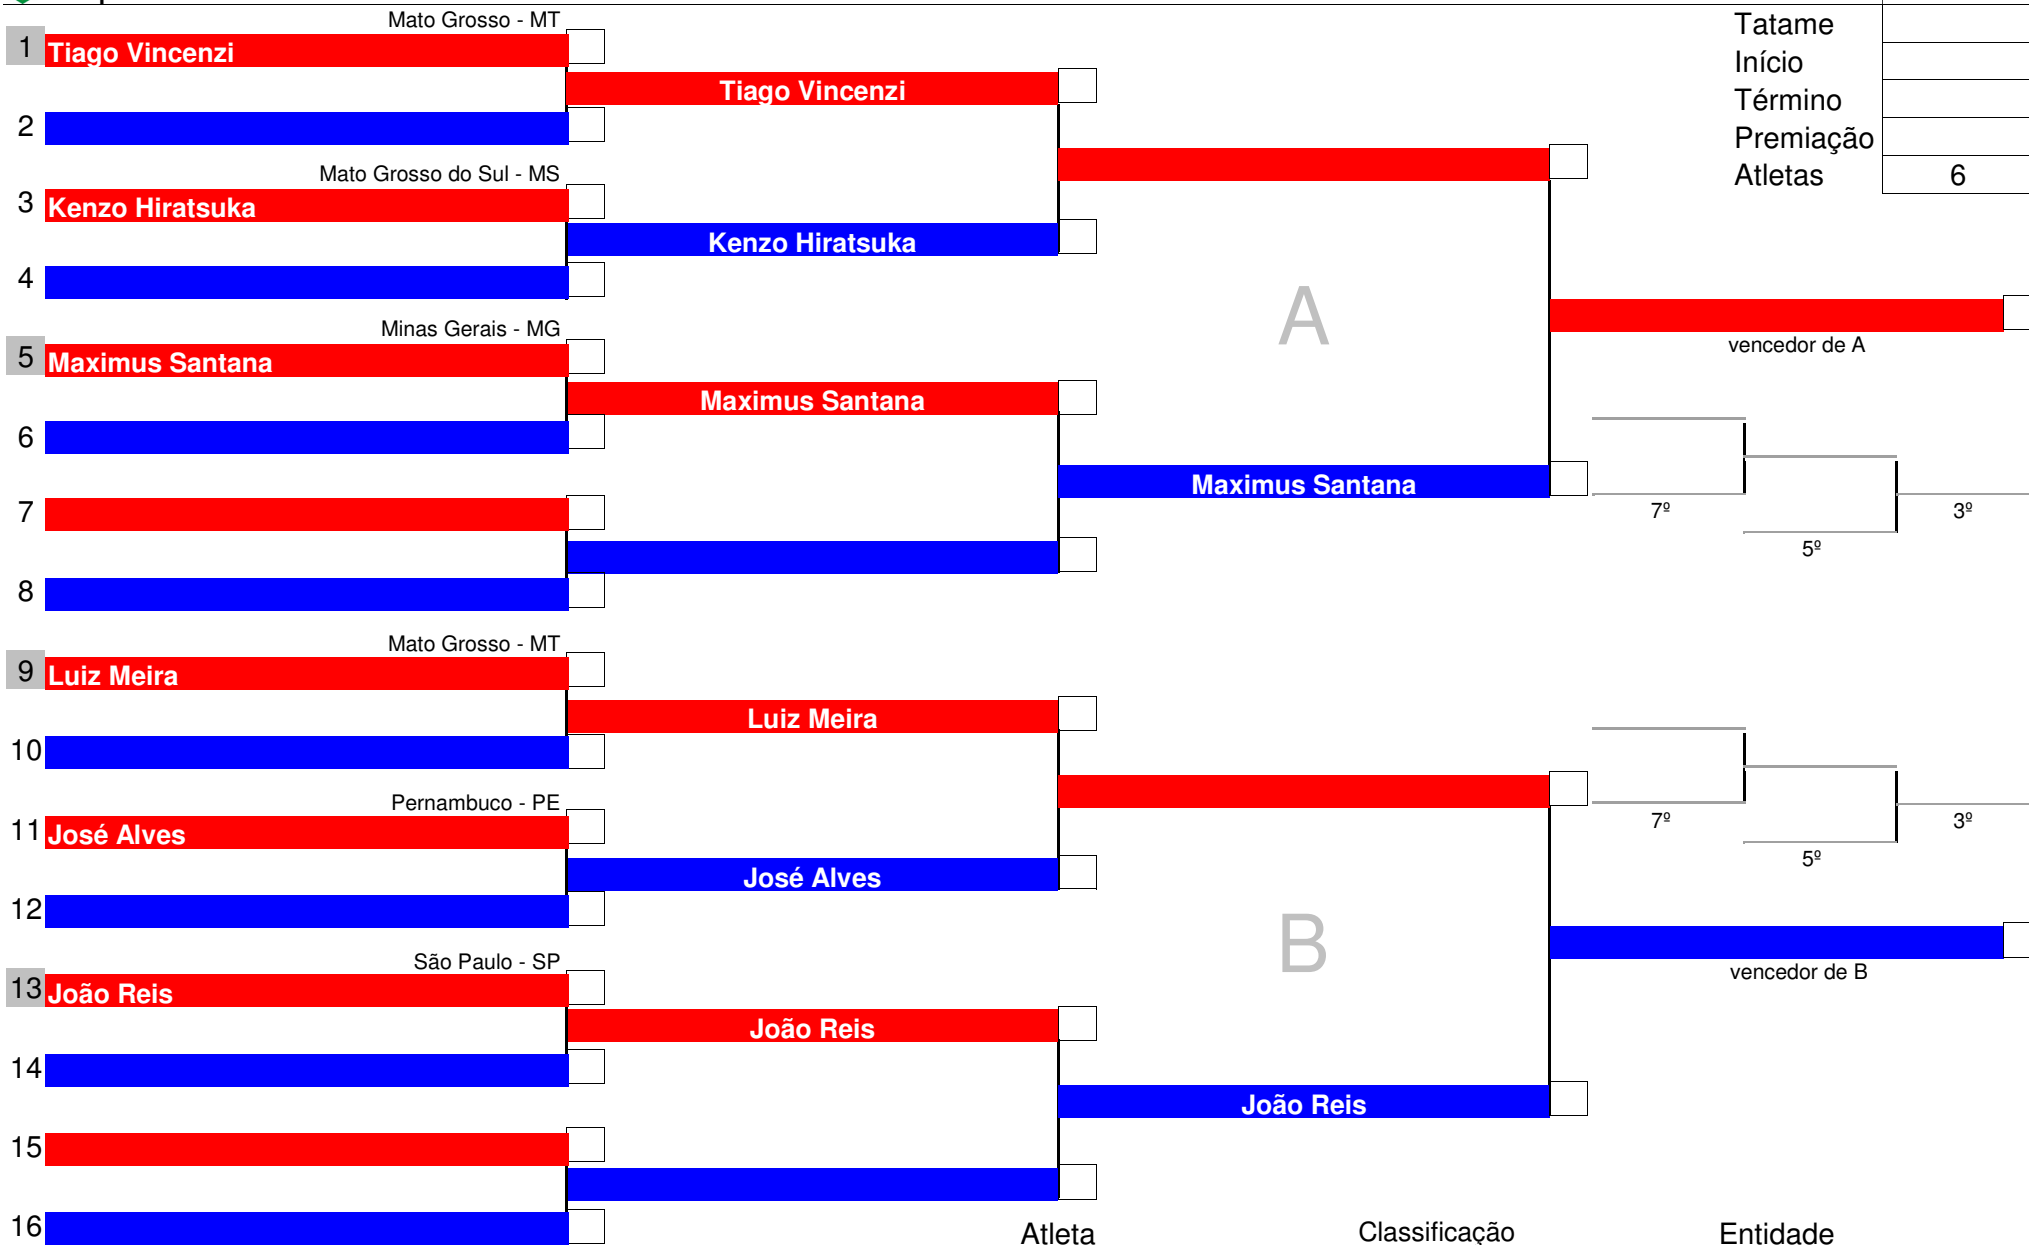 Mato Grosso - MT
1 Tiago Vincenzi
Tiago Vincenzi
2
Mato Grosso do Sul - MS
3 Kenzo Hiratsuka
Kenzo Hiratsuka
4
Minas Gerais - MG
5 Maximus Santana
Maximus Santana
6
Maximus Santana
7
8
A
Tatame
Início
Término
Premiação
Atletas 6
vencedor de A
7º
3º
5º
Mato Grosso - MT
9 Luiz Meira
Luiz Meira
10
Pernambuco - PE
11 José Alves
José Alves
12
São Paulo - SP
13 João Reis
João Reis
14
João Reis
15
16
B
7º
3º
5º
vencedor de B
Atleta Classificação Entidade